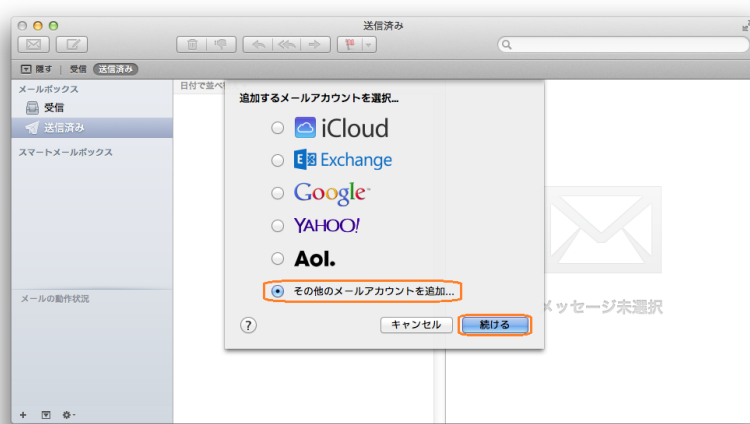 送信済み
隠す 受信 送信済み
メールボックス
受信
送信済み
スマートメールボックス
メールの動作状況
日付で並べ
追加するメールアカウントを選択...
iCloud
Exchange
Google
YAHOO!
Aol.
その他のメールアカウントを追加...
? キャンセル 続ける
メッセージ未選択